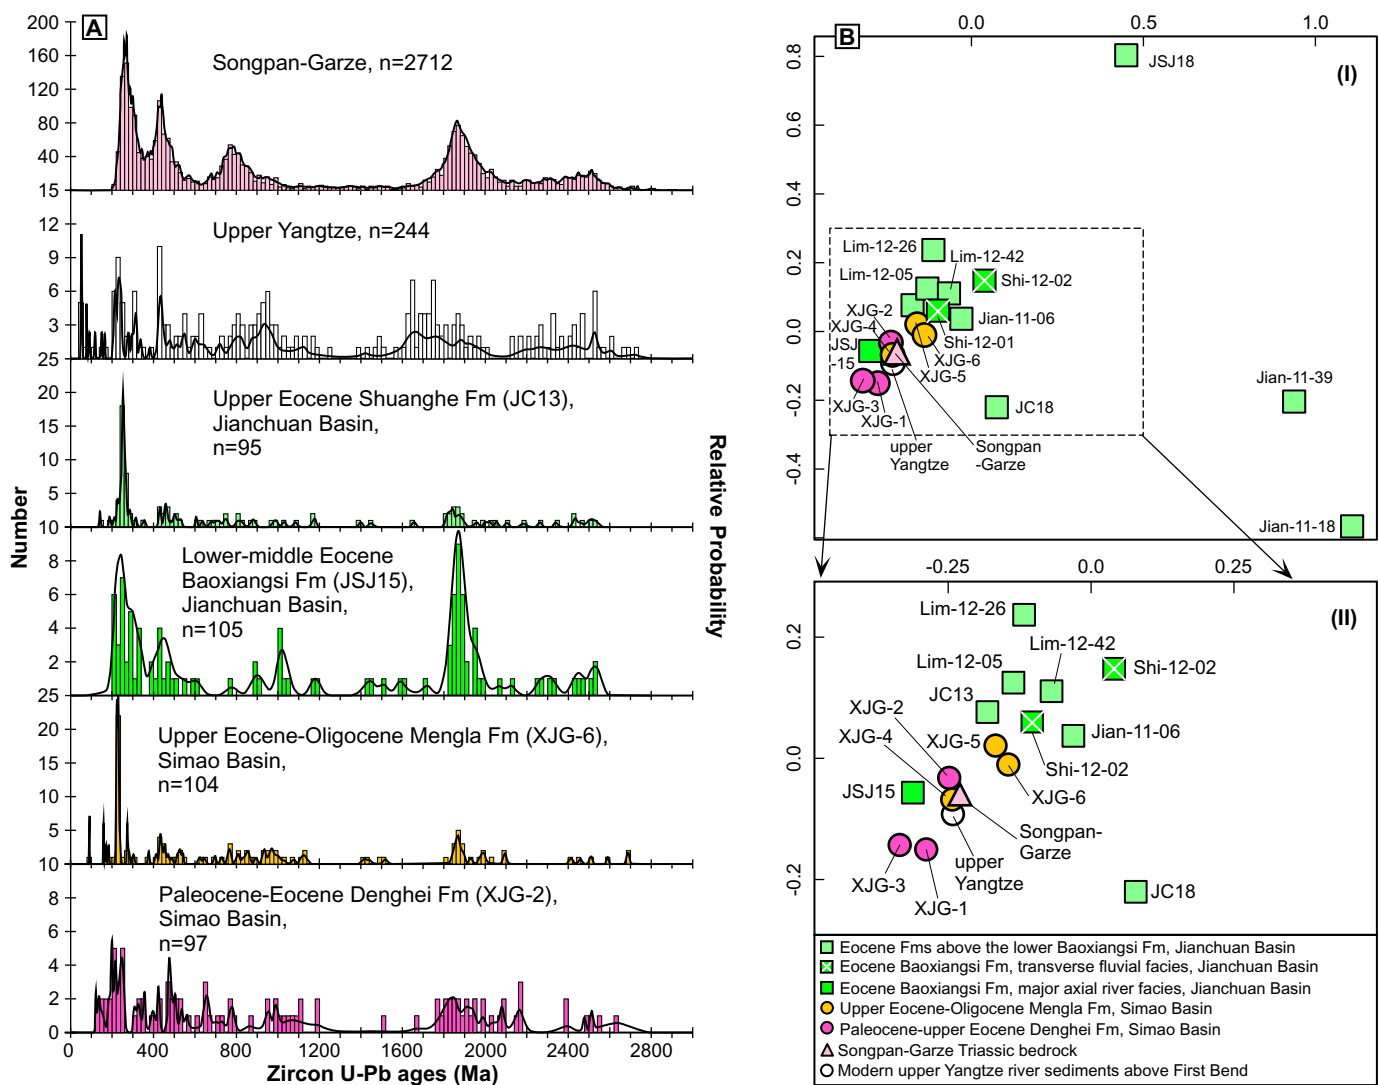 A
200
160
120
80
40
15
Songpan-Garze, n=2712
12
9
6
3
25
Upper Yangtze, n=244
20
15
10
5
10
Upper Eocene Shuanghe Fm (JC13),
Jianchuan Basin,
n=95
8
6
4
2
25
Lower-middle Eocene
Baoxiangsi Fm (JSJ15),
Jianchuan Basin,
n=105
20
15
10
5
10
Upper Eocene-Oligocene Mengla Fm (XJG-6),
Simao Basin,
n=104
8
6
4
2
0
Paleocene-Eocene Denghei Fm (XJG-2),
Simao Basin,
n=97
0 400 800 1200 1600 2000 2400 2800
Zircon U-Pb ages (Ma)
Number
Relative Probability
B
0.0 0.5 1.0
(I)
0.8
0.6
0.4
0.2
0.0
-0.2
-0.4
JSJ18
Lim-12-26
Lim-12-42
Lim-12-05
Shi-12-02
XJG-2
Jian-11-06
XJG-4
Shi-12-01
JSJ
-15
XJG-6
XJG-5
Jian-11-39
XJG-3
JC18
XJG-1
upper
Yangtze
Songpan
-Garze
Jian-11-18
-0.25 0.0 0.25
(II)
0.2
0.0
-0.2
Lim-12-26
Lim-12-42
Lim-12-05
Shi-12-02
JC13
XJG-2
Jian-11-06
XJG-4
XJG-5
Shi-12-02
JSJ15
XJG-6
Songpan-
Garze
upper
Yangtze
XJG-3
JC18
XJG-1
Eocene Fms above the lower Baoxiangsi Fm, Jianchuan Basin
Eocene Baoxiangsi Fm, transverse fluvial facies, Jianchuan Basin
Eocene Baoxiangsi Fm, major axial river facies, Jianchuan Basin
Upper Eocene-Oligocene Mengla Fm, Simao Basin
Paleocene-upper Eocene Denghei Fm, Simao Basin
Songpan-Garze Triassic bedrock
Modern upper Yangtze river sediments above First Bend